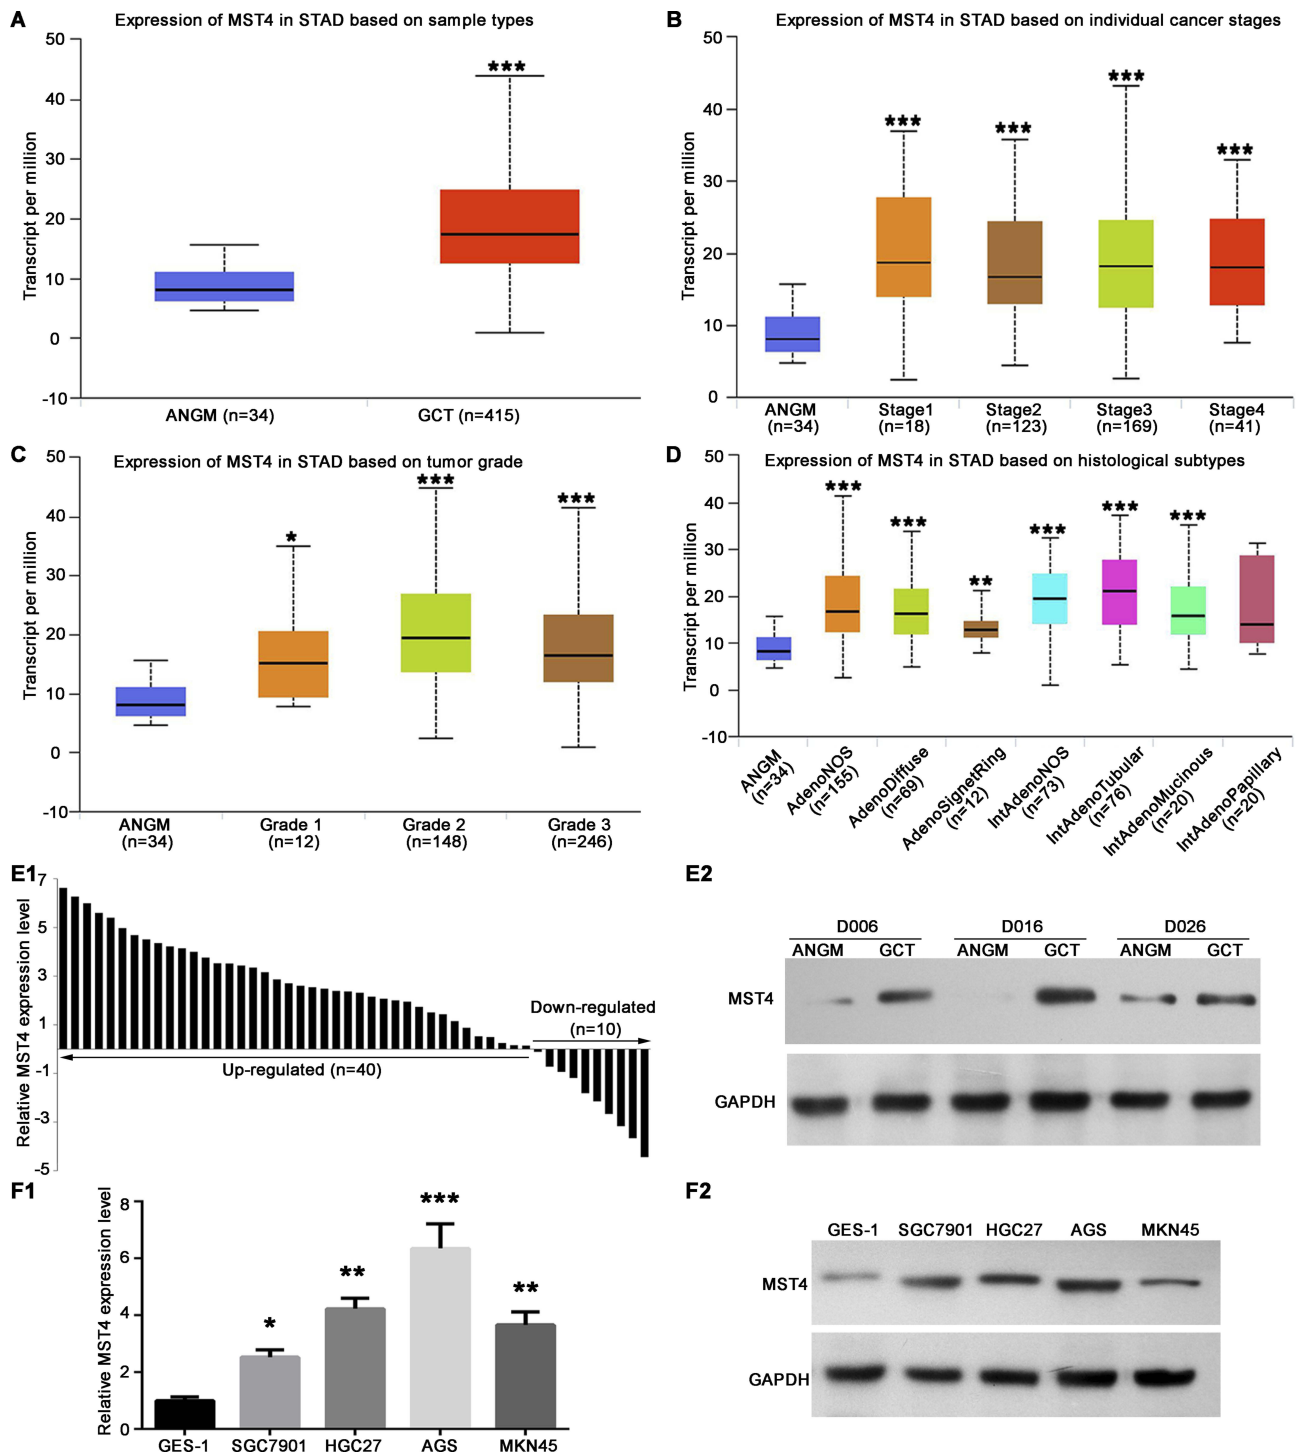 A
Expression of MST4 in STAD based on sample types
Transcript per million
50
40
30
20
10
0
-10
***
ANGM (n=34)
GCT (n=415)
B
Expression of MST4 in STAD based on individual cancer stages
Transcript per million
50
40
30
20
10
0
***
***
***
***
ANGM
(n=34)
Stage1
(n=18)
Stage2
(n=123)
Stage3
(n=169)
Stage4
(n=41)
C
Expression of MST4 in STAD based on tumor grade
Transcript per million
50
40
30
20
10
0
-10
*
***
***
ANGM
(n=34)
Grade 1
(n=12)
Grade 2
(n=148)
Grade 3
(n=246)
D
Expression of MST4 in STAD based on histological subtypes
Transcript per million
50
40
30
20
10
0
-10
***
***
**
***
***
***
ANGM
(n=34)
AdenoNOS
(n=155)
AdenoDiffuse
(n=69)
AdenoSignetRing
(n=12)
IntAdenoNOS
(n=73)
IntAdenoTubular
(n=76)
IntAdenoMucinous
(n=20)
IntAdenoPapillary
(n=20)
E1
Relative MST4 expression level
7
5
3
1
-1
-3
-5
Down-regulated
(n=10)
Up-regulated (n=40)
E2
D006
D016
D026
ANGM GCT ANGM GCT ANGM GCT
MST4
GAPDH
F1
Relative MST4 expression level
8
6
4
2
0
*
**
***
**
GES-1 SGC7901 HGC27 AGS MKN45
F2
GES-1 SGC7901 HGC27 AGS MKN45
MST4
GAPDH